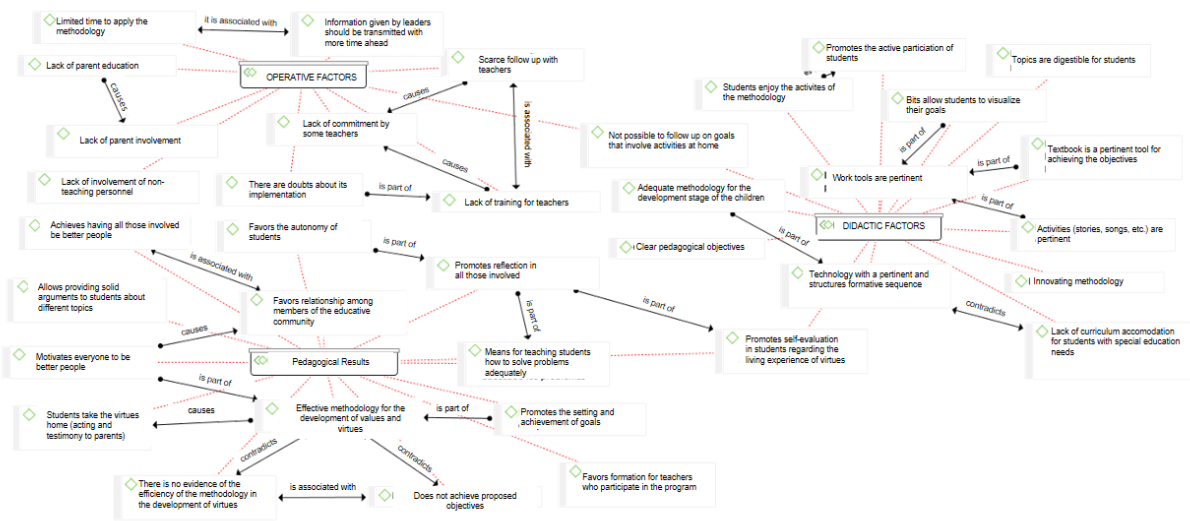 Limited time to apply the
methodology
it is associated with
Information given by leaders
should be transmitted with
more time ahead
Lack of parent education
causes
Lack of parent involvement
OPERATIVE FACTORS
Scarce follow up with
teachers
causes
is associated with
Lack of commitment by
some teachers
causes
Not possible to follow up on goals
that involve activities at home
Lack of involvement of non-
teaching personnel
There are doubts about its
implementation
is part of
Lack of training for teachers
Promotes the active particiation of
students
Topics are digestible for students
Students enjoy the activites of
the methodology
Bits allow students to visualize
their goals
is part of
Textbook is a pertinent tool for
achieving the objectives
is part of
Work tools are pertinent
is part of
Adequate methodology for the
development stage of the children
is part of
DIDACTIC FACTORS
Activities (stories, songs, etc.) are
pertinent
Clear pedagogical objectives
Technology with a pertinent and
structures formative sequence
Innovating methodology
contradicts
Lack of curriculum accomodation
for students with special education
needs
Achieves having all those involved
be better people
Favors the autonomy of
students
is part of
is associated with
Promotes reflection in
all those involved
Allows providing solid
arguments to students about
different topics
Favors relationship among
members of the educative
community
is part of
is part of
causes
Motivates everyone to be
better people
Pedagogical Results
Means for teaching students
how to solve problems
adequately
Promotes self-evaluation
in students regarding the
living experience of virtues
is part of
Students take the virtues
home (acting and
testimony to parents)
causes
Effective methodology for the
development of values and
virtues
is part of
Promotes the setting and
achievement of goals
contradicts
contradicts
There is no evidence of the
efficiency of the methodology in
the development of virtues
is associated with
Does not achieve proposed
objectives
Favors formation for teachers
who participate in the program